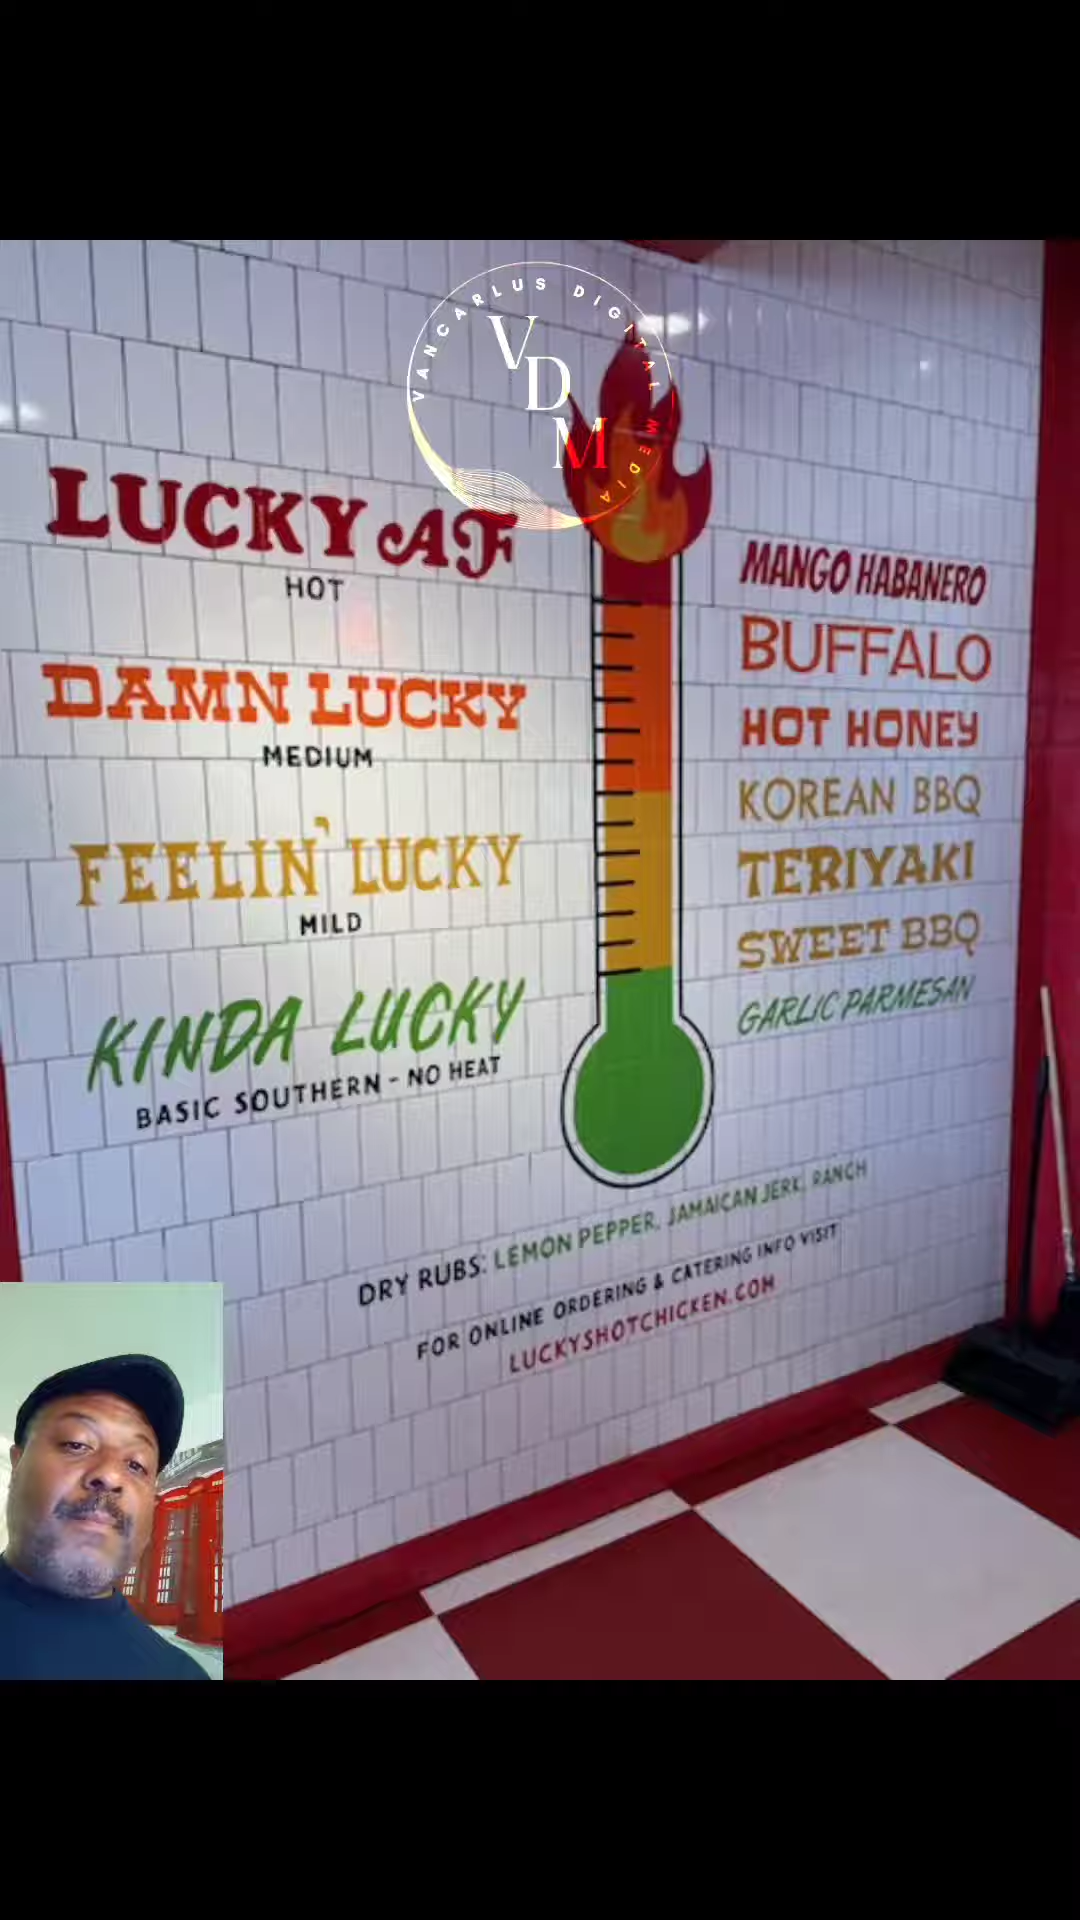 VANCARLUS DIGITAL MEDIA
VDM
LUCKY AF
HOT
DAMN LUCKY
MEDIUM
FEELIN' LUCKY
MILD
KINDA LUCKY
BASIC SOUTHERN - NO HEAT
MANGO HABANERO
BUFFALO
HOT HONEY
KOREAN BBQ
TERIYAKI
SWEET BBQ
GARLIC PARMESAN
DRY RUBS: LEMON PEPPER, JAMAICAN JERK, RANCH
FOR ONLINE ORDERING & CATERING INFO VISIT
LUCKYSHOTCHICKEN.COM